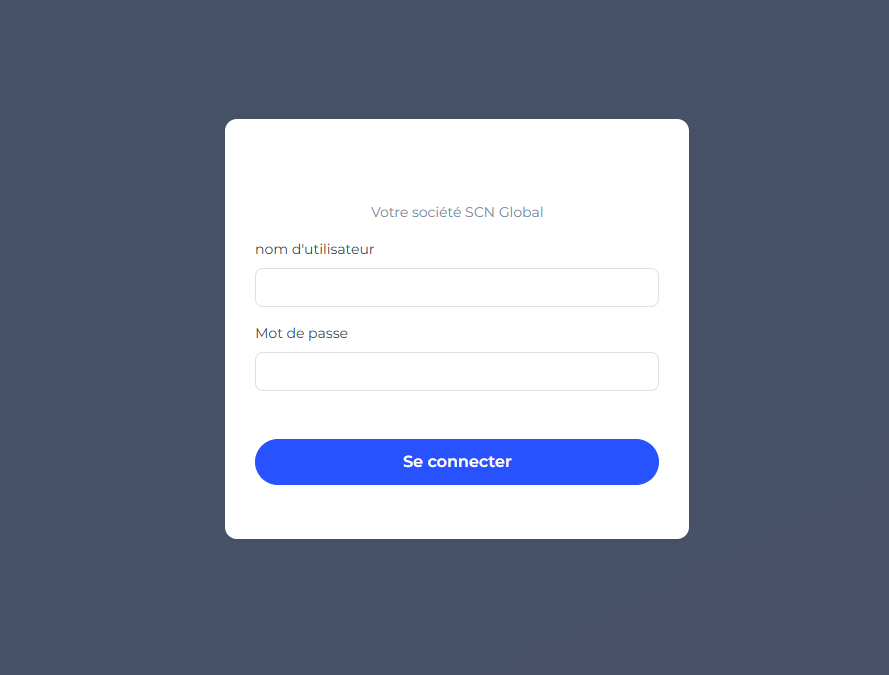 Votre société SCN Global
nom d'utilisateur
Mot de passe
Se connecter